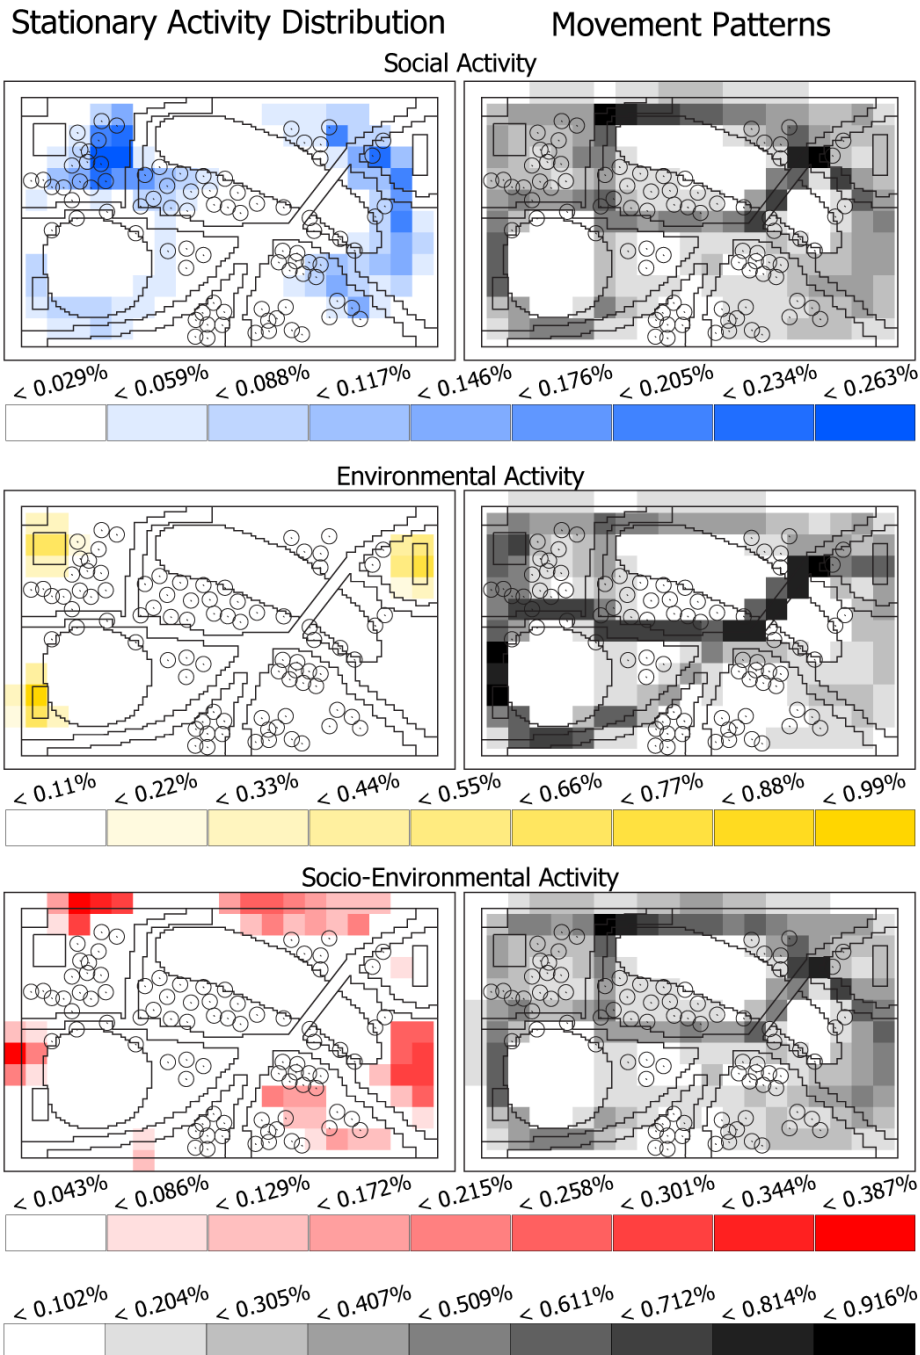 Stationary Activity Distribution Movement Patterns
Social Activity
< 0.029% < 0.059% < 0.088% < 0.117% < 0.146% < 0.176% < 0.205% < 0.234% < 0.263%
Environmental Activity
< 0.11% < 0.22% < 0.33% < 0.44% < 0.55% < 0.66% < 0.77% < 0.88% < 0.99%
Socio-Environmental Activity
< 0.043% < 0.086% < 0.129% < 0.172% < 0.215% < 0.258% < 0.301% < 0.344% < 0.387%
< 0.102% < 0.204% < 0.305% < 0.407% < 0.509% < 0.611% < 0.712% < 0.814% < 0.916%